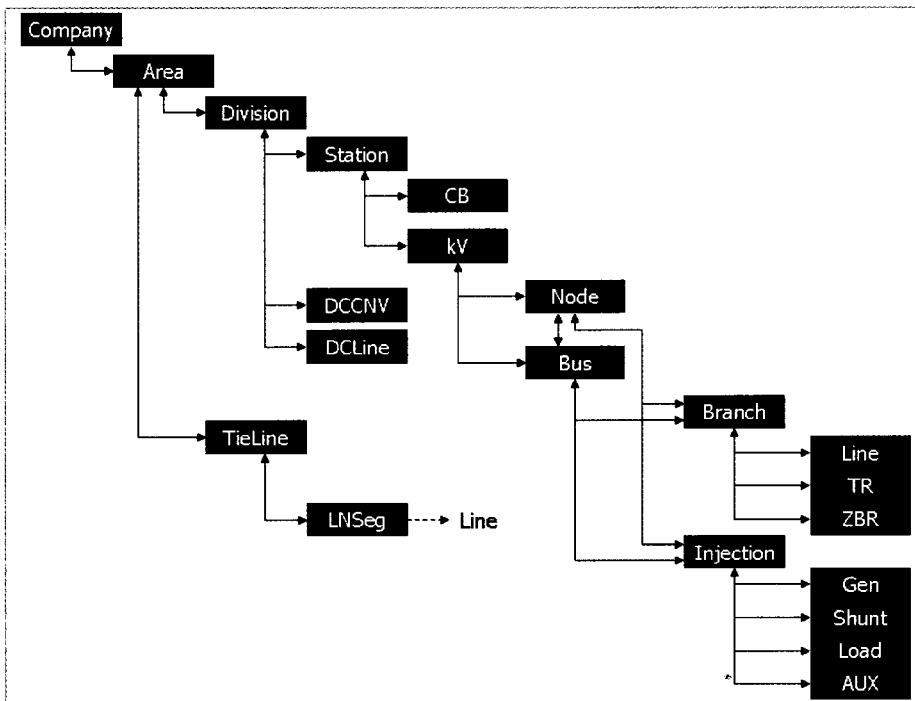 Company
Area
Division
Station
CB
kV
DCCNV
DCLine
Node
Bus
Branch
TieLine
Line
TR
ZBR
LNSeg
Line
Injection
Gen
Shunt
Load
AUX